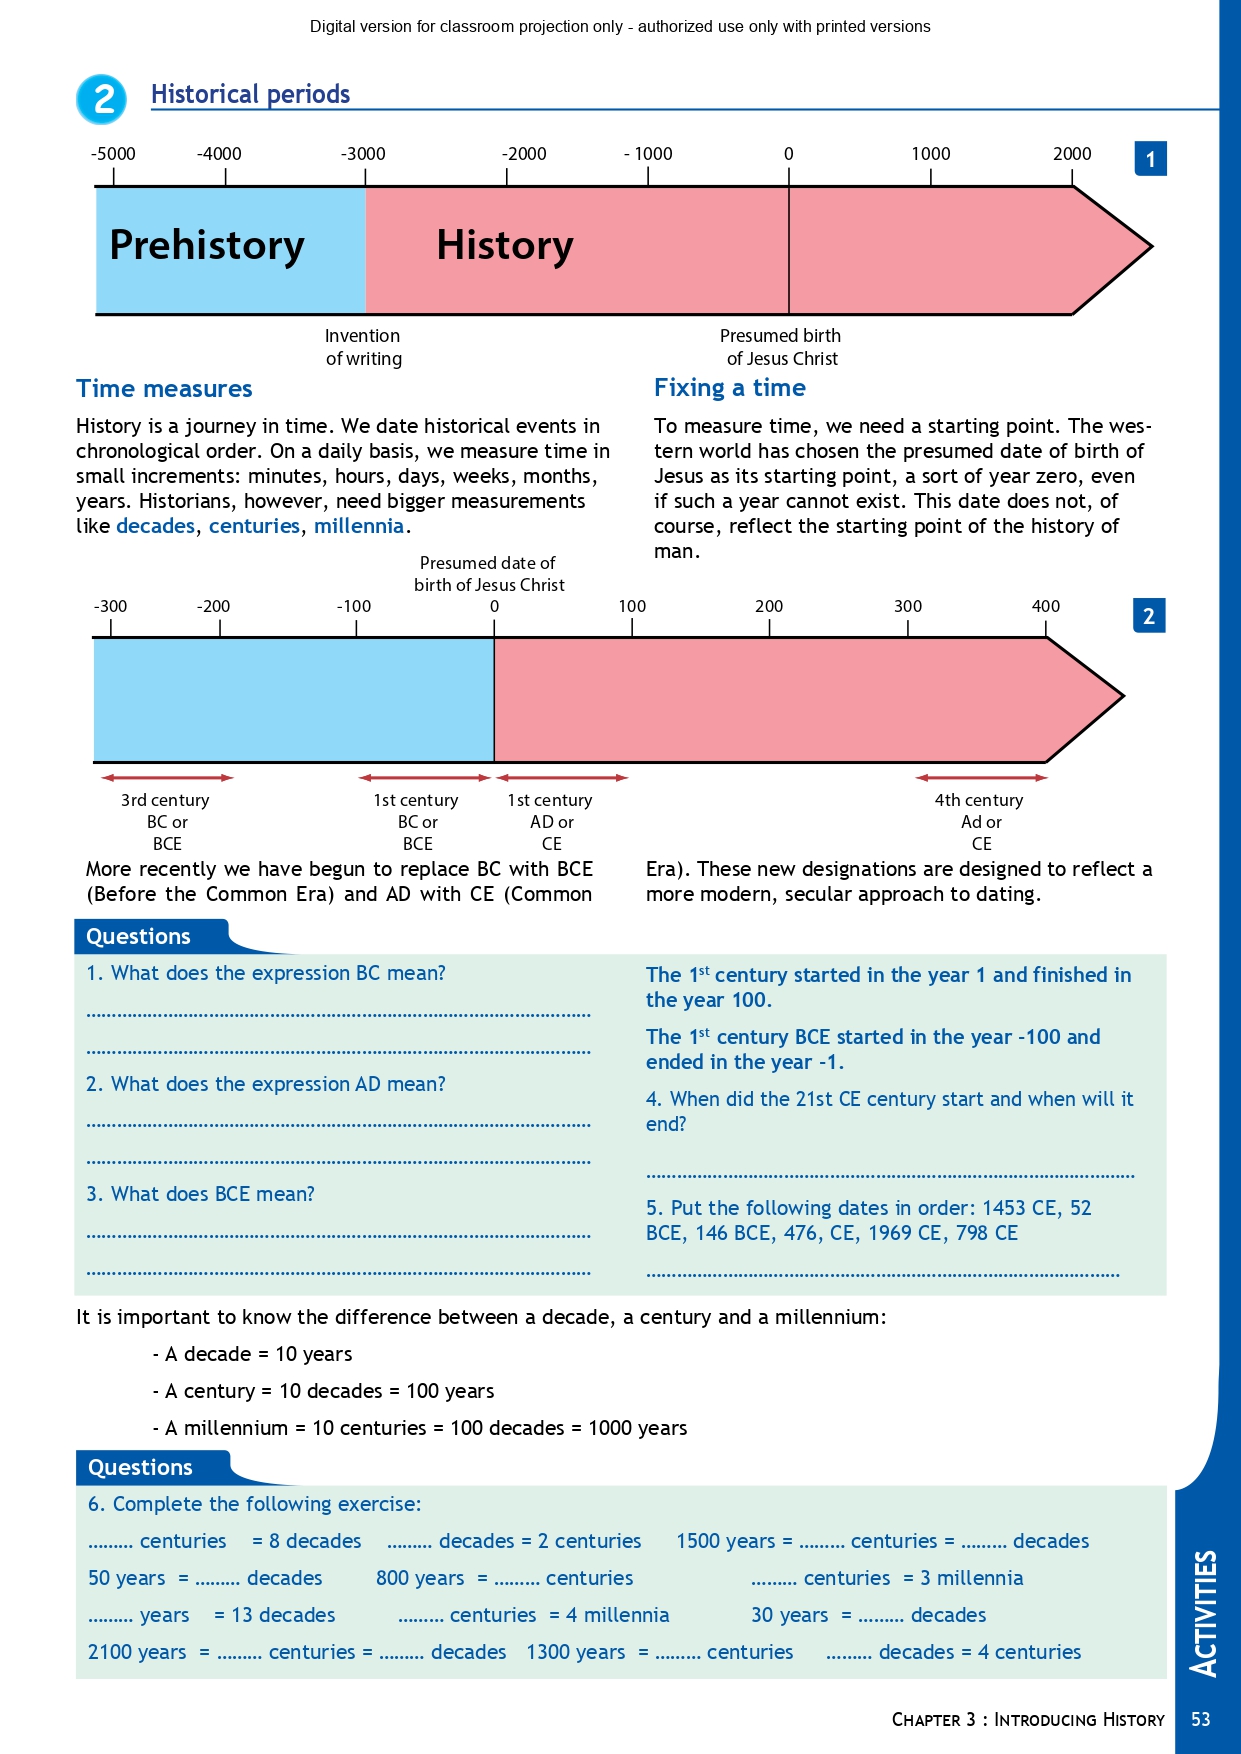 Digital version for classroom projection only - authorized use only with printed versions
2 Historical periods
-5000 -4000 -3000 -2000 - 1000 0 1000 2000 1
Prehistory History
Invention
of writing
Presumed birth
of Jesus Christ
Time measures
History is a journey in time. We date historical events in
chronological order. On a daily basis, we measure time in
small increments: minutes, hours, days, weeks, months,
years. Historians, however, need bigger measurements
like decades, centuries, millennia.
Fixing a time
To measure time, we need a starting point. The wes-
tern world has chosen the presumed date of birth of
Jesus as its starting point, a sort of year zero, even
if such a year cannot exist. This date does not, of
course, reflect the starting point of the history of
man.
Presumed date of
birth of Jesus Christ
-300 -200 -100 0 100 200 300 400 2
3rd century
BC or
BCE
1st century
BC or
BCE
1st century
AD or
CE
4th century
Ad or
CE
More recently we have begun to replace BC with BCE
(Before the Common Era) and AD with CE (Common
Era). These new designations are designed to reflect a
more modern, secular approach to dating.
Questions
1. What does the expression BC mean?
2. What does the expression AD mean?
3. What does BCE mean?
The 1st century started in the year 1 and finished in
the year 100.
The 1st century BCE started in the year -100 and
ended in the year -1.
4. When did the 21st CE century start and when will it
end?
5. Put the following dates in order: 1453 CE, 52
BCE, 146 BCE, 476, CE, 1969 CE, 798 CE
It is important to know the difference between a decade, a century and a millennium:
- A decade = 10 years
- A century = 10 decades = 100 years
- A millennium = 10 centuries = 100 decades = 1000 years
Questions
6. Complete the following exercise:
......... centuries = 8 decades ......... decades = 2 centuries 1500 years = ......... centuries = ......... decades
50 years = ......... decades 800 years = ......... centuries ......... centuries = 3 millennia
......... years = 13 decades ......... centuries = 4 millennia 30 years = ......... decades
2100 years = ......... centuries = ......... decades 1300 years = ......... centuries ......... decades = 4 centuries
ACTIVITIES
CHAPTER 3 : INTRODUCING HISTORY 53